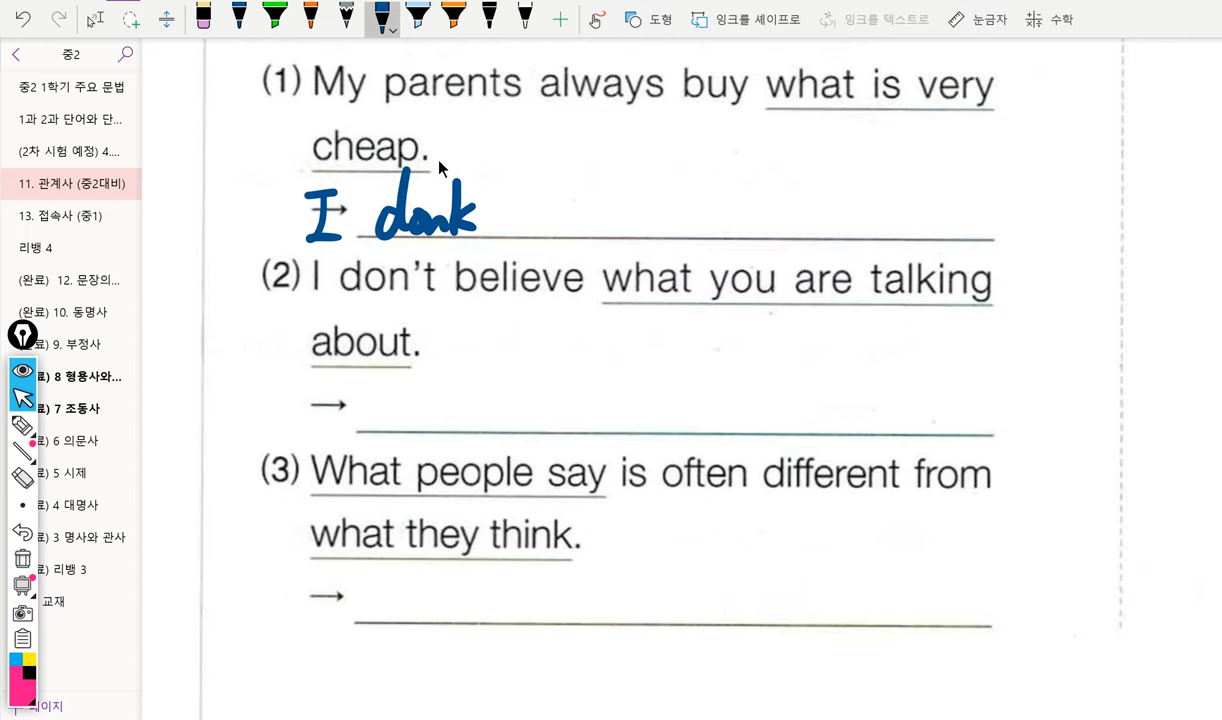 도형 잉크를 셰이프로 잉크를 텍스트로 눈금자 수학
중2
중2 1학기 주요 문법
1과 2과 단어와 단...
(2차 시험 예정) 4....
11. 관계사 (중2대비)
13. 접속사 (중1)
리뱅 4
(완료)  12. 문장의...
(완료) 10. 동명사
료) 9. 부정사
료) 8 형용사와...
료) 7 조동사
료) 6 의문사
료) 5 시제
료) 4 대명사
료) 3 명사와 관사
료) 리뱅 3
교재
페이지
(1) My parents always buy what is very
cheap.
→ I donk
(2) I don't believe what you are talking
about.
→
(3) What people say is often different from
what they think.
→